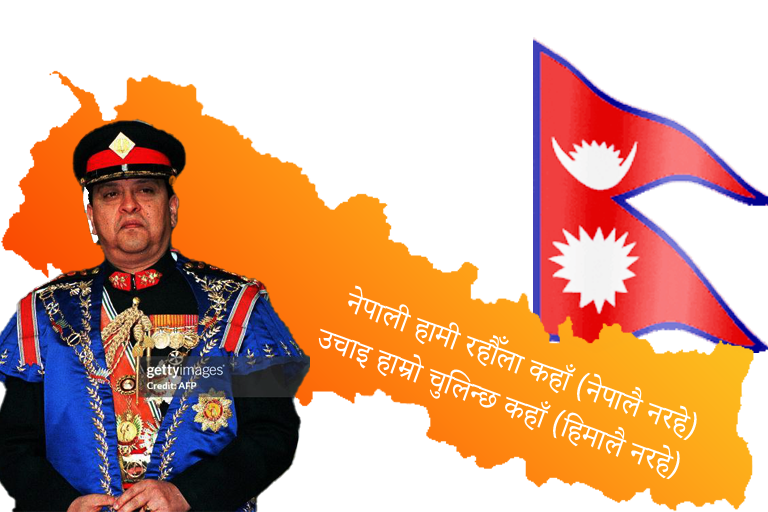 नेपाली हामी रहौँला कहाँ (नेपालै नरहे)
उचाइ हाम्रो चुलिन्छ कहाँ (हिमालै नरहे)
gettyimages
Credit: AFP